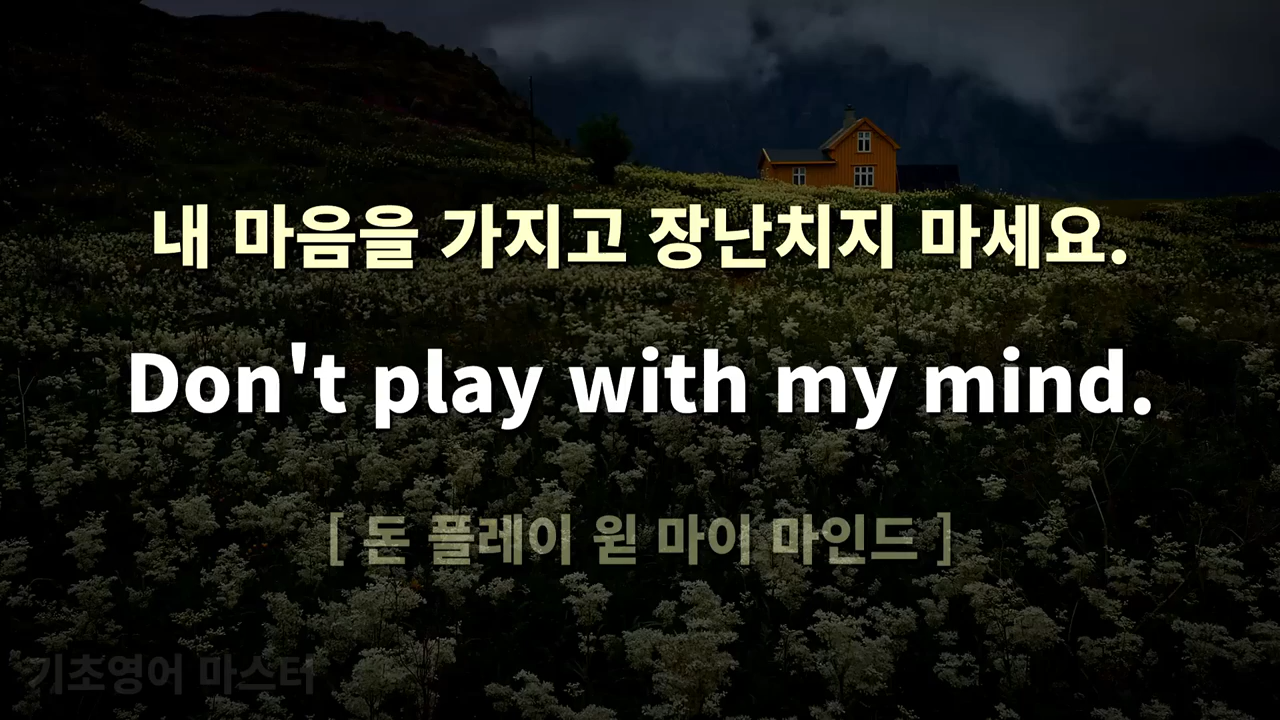 내 마음을 가지고 장난치지 마세요.
Don't play with my mind.
[ 돈 플레이 윋 마이 마인드 ]
기초영어 마스터